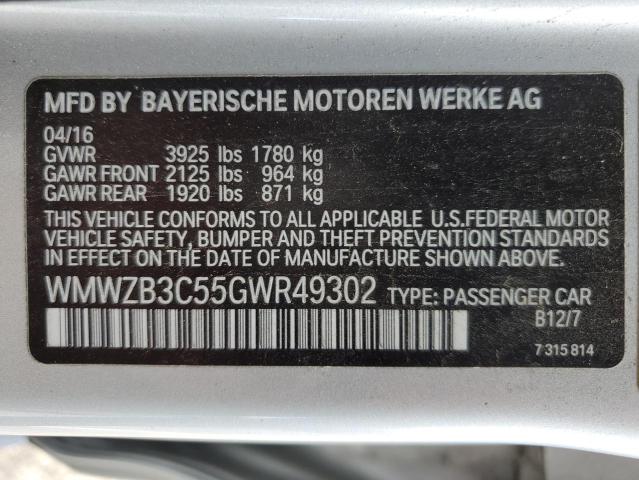 MFD BY BAYERISCHE MOTOREN WERKE AG
04/16
GVWR 3925 lbs 1780 kg
GAWR FRONT 2125 lbs 964 kg
GAWR REAR 1920 lbs 871 kg
THIS VEHICLE CONFORMS TO ALL APPLICABLE U.S.FEDERAL MOTOR
VEHICLE SAFETY, BUMPER AND THEFT PREVENTION STANDARDS
IN EFFECT ON THE DATE OF MANUFACTURE SHOWN ABOVE.
WMWZB3C55GWR49302 TYPE: PASSENGER CAR
B12/7
7 315 814